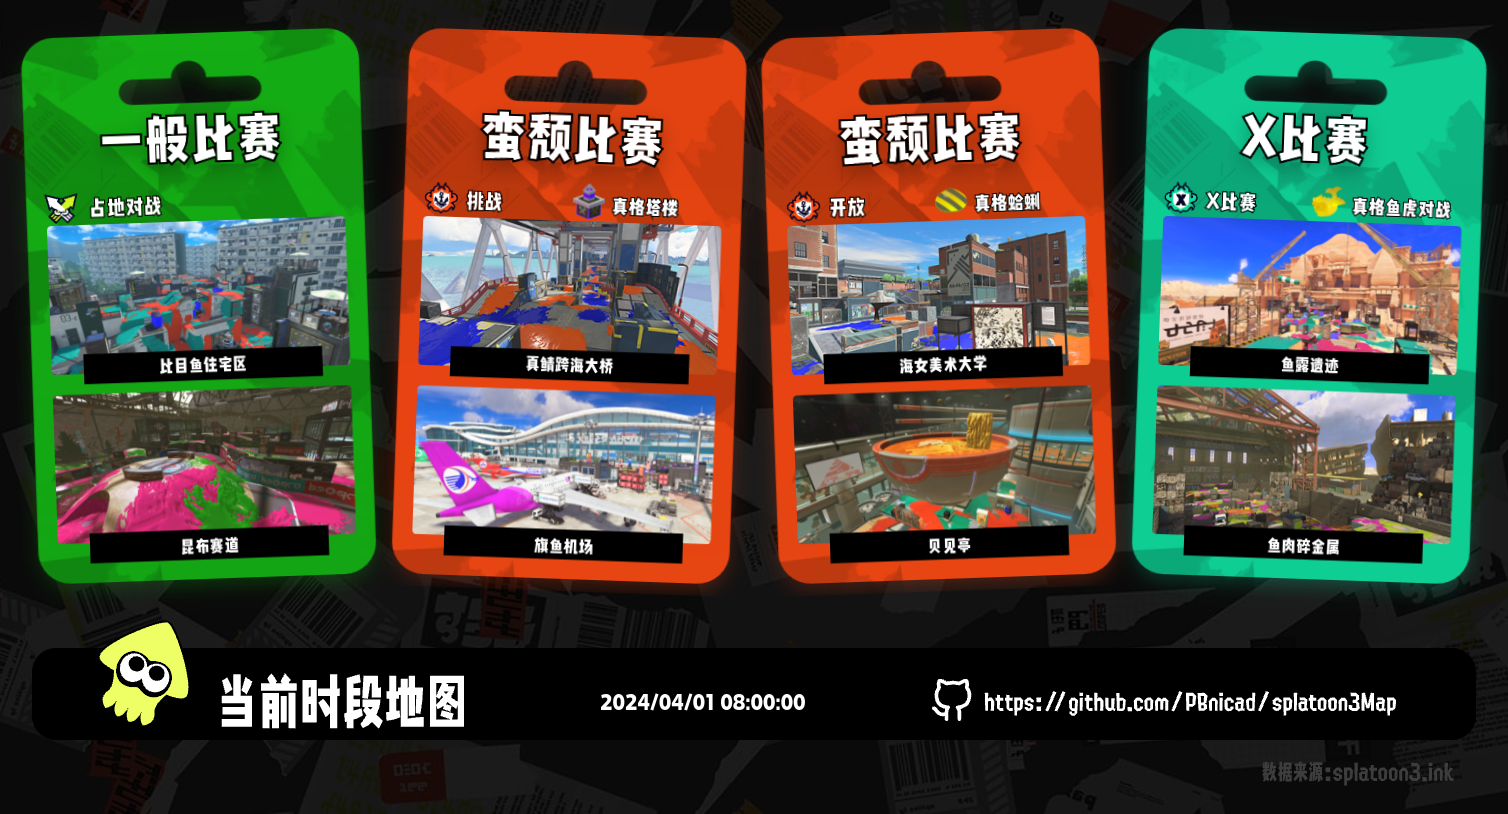 一般比赛
占地对战
比目鱼住宅区
昆布赛道
蛮颓比赛
挑战
真格塔楼
真鲭跨海大桥
旗鱼机场
蛮颓比赛
开放
真格蛤蜊
海女美术大学
贝贝亭
X比赛
X比赛
真格鱼虎对战
鱼露遗迹
鱼肉碎金属
当前时段地图
2024/04/01 08:00:00
https://github.com/PBnicad/splatoon3Map
数据来源:splatoon3.ink